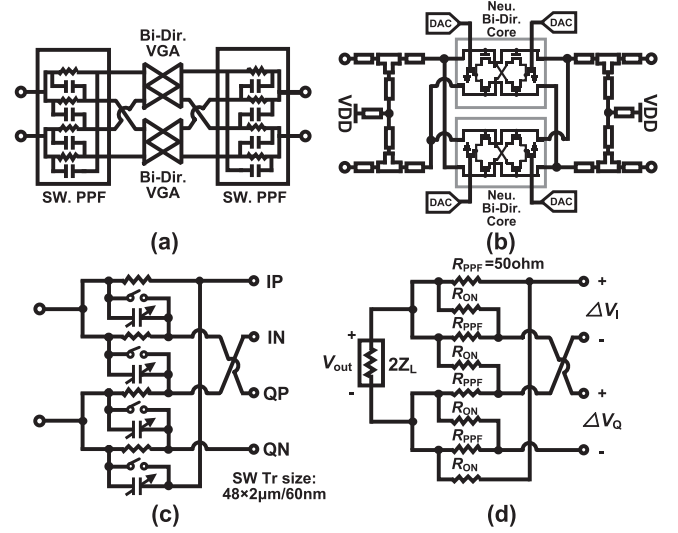 Bi-Dir.
VGA
Bi-Dir.
VGA
SW. PPF
SW. PPF
(a)
Neu.
Bi-Dir.
Core
DAC
DAC
VDD
VDD
DAC
DAC
Neu.
Bi-Dir.
Core
(b)
IP
IN
QP
QN
SW Tr size:
48×2μm/60nm
(c)
RPPF =50ohm
RON
RPPF
RON
RPPF
RON
RPPF
RON
+
Vout
-
2ZL
+
△VI
-
+
△VQ
-
(d)